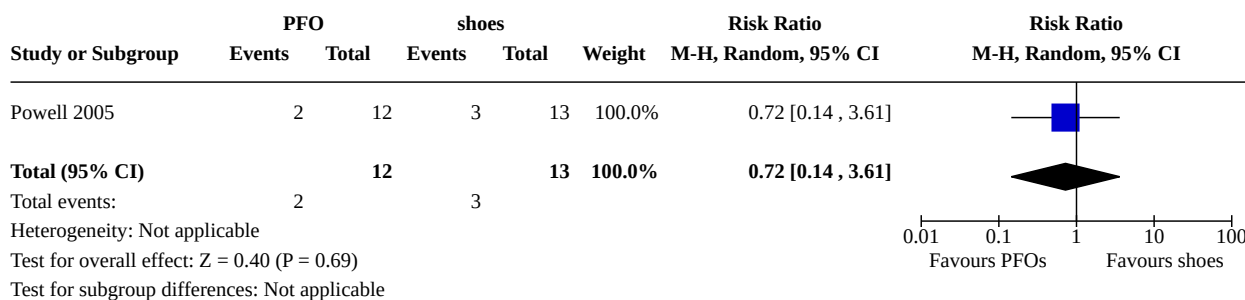 PFO shoes Risk Ratio Risk Ratio
Study or Subgroup Events Total Events Total Weight M-H, Random, 95% CI M-H, Random, 95% CI
Powell 2005 2 12 3 13 100.0% 0.72 [0.14 , 3.61]
Total (95% CI) 12 13 100.0% 0.72 [0.14 , 3.61]
Total events: 2 3
Heterogeneity: Not applicable 0.01 0.1 1 10 100
Test for overall effect: Z = 0.40 (P = 0.69) Favours PFOs Favours shoes
Test for subgroup differences: Not applicable